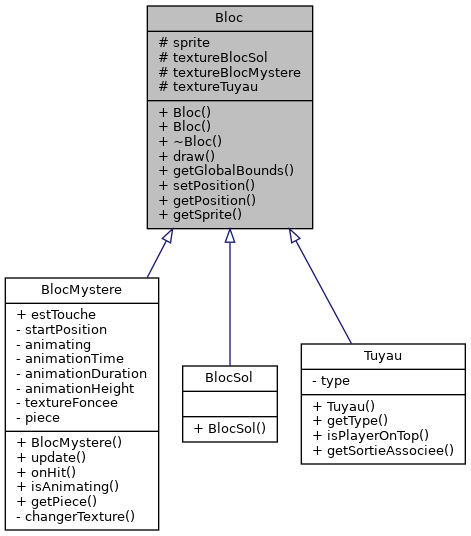 Bloc
# sprite
# textureBlocSol
# textureBlocMystere
# textureTuyau
+ Bloc()
+ Bloc()
+ ~Bloc()
+ draw()
+ getGlobalBounds()
+ setPosition()
+ getPosition()
+ getSprite()
BlocMystere
+ estTouche
- startPosition
- animating
- animationTime
- animationDuration
- animationHeight
- textureFoncee
- piece
+ BlocMystere()
+ update()
+ onHit()
+ isAnimating()
+ getPiece()
- changerTexture()
BlocSol
+ BlocSol()
Tuyau
- type
+ Tuyau()
+ getType()
+ isPlayerOnTop()
+ getSortieAssociee()